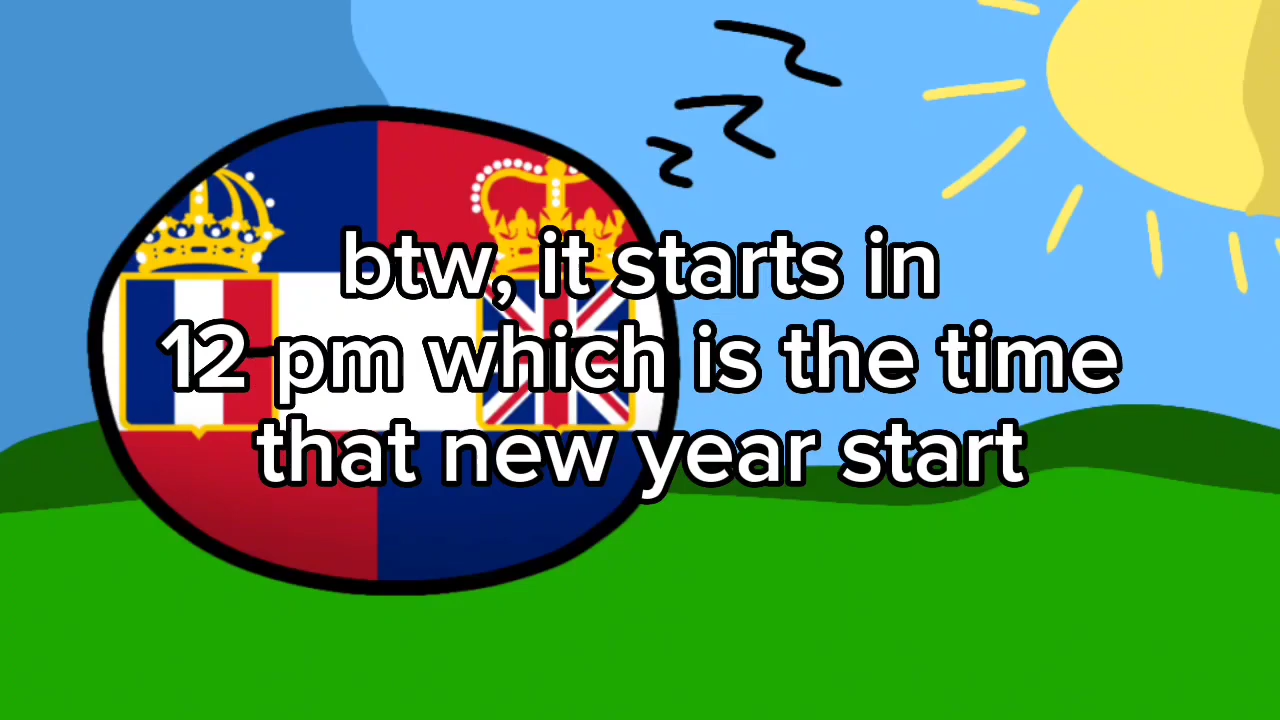 btw, it starts in
12 pm which is the time
that new year start